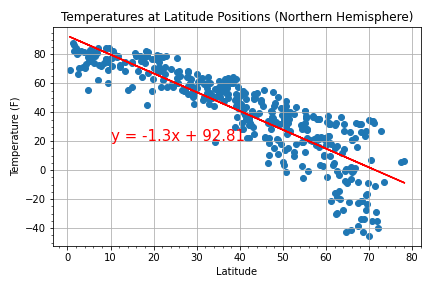 Temperatures at Latitude Positions (Northern Hemisphere)
Temperature (F)
80
60
40
20
0
−20
−40
y = -1.3x + 92.81
0 10 20 30 40 50 60 70 80
Latitude